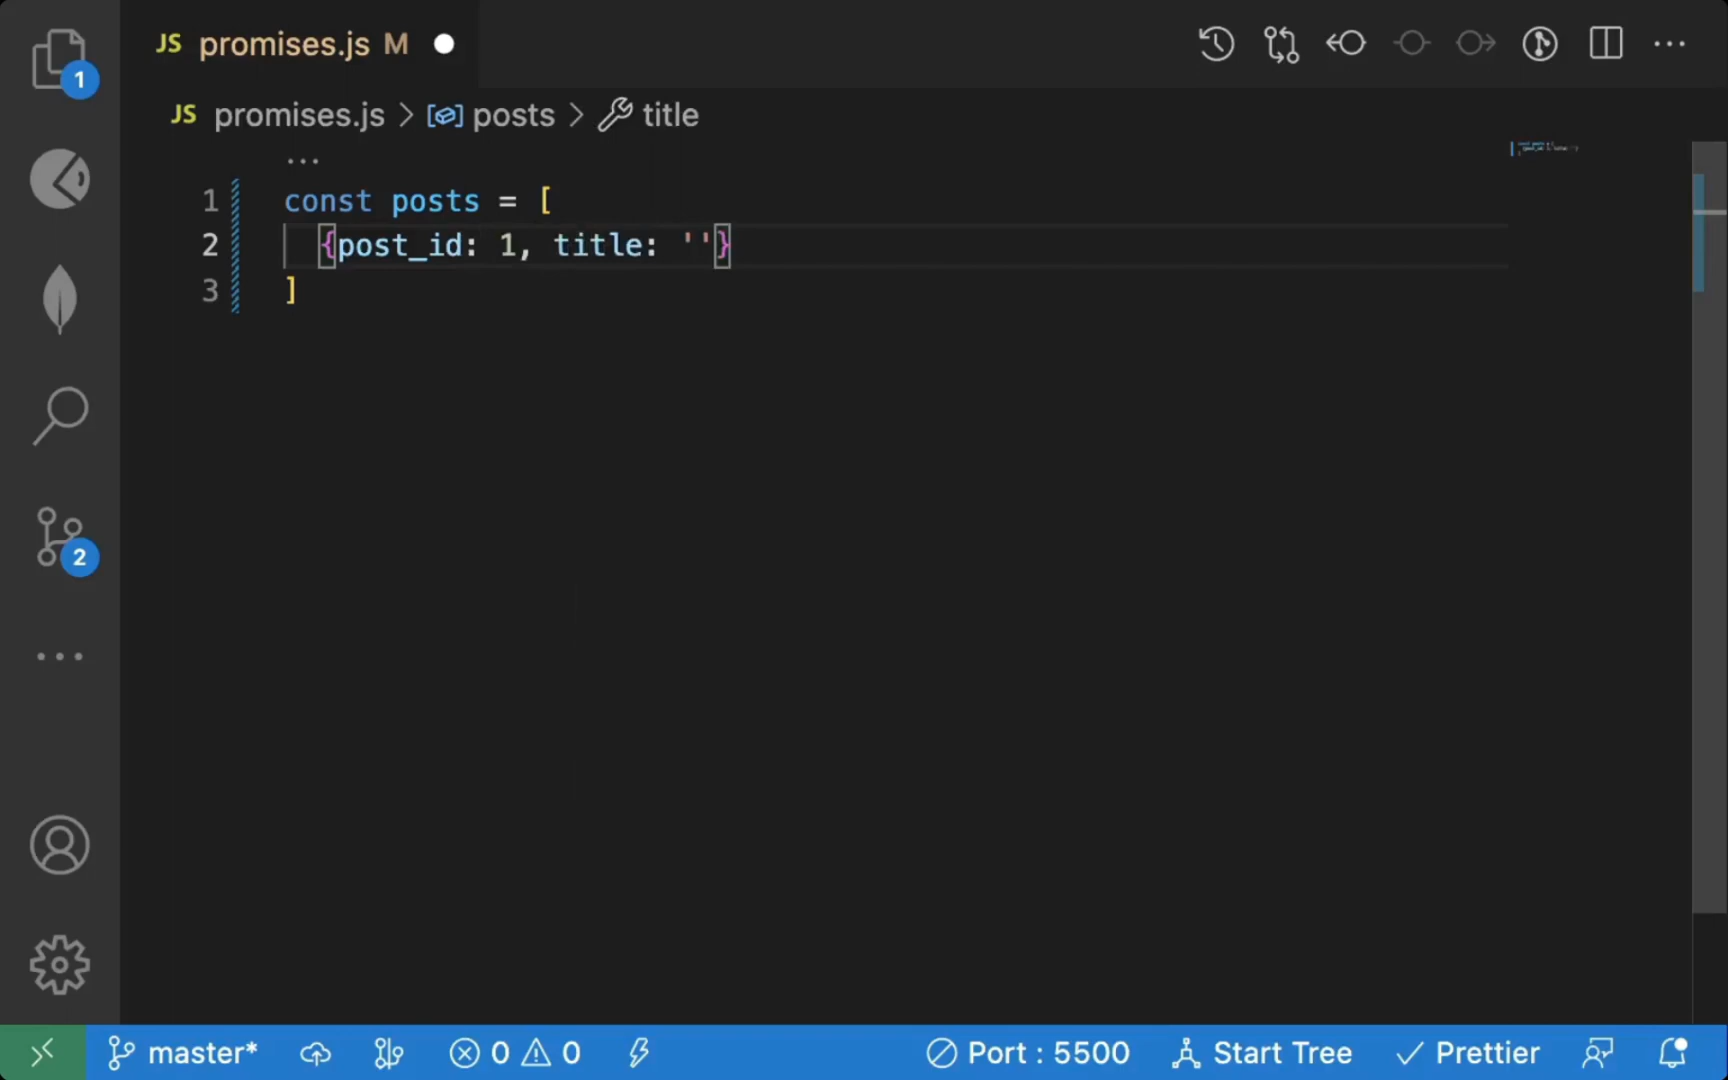 JS promises.js M
JS promises.js > posts > title
...
1 const posts = [
2 {post_id: 1, title: ''}
3 ]
1
2
master* 0 0 Port : 5500 Start Tree Prettier